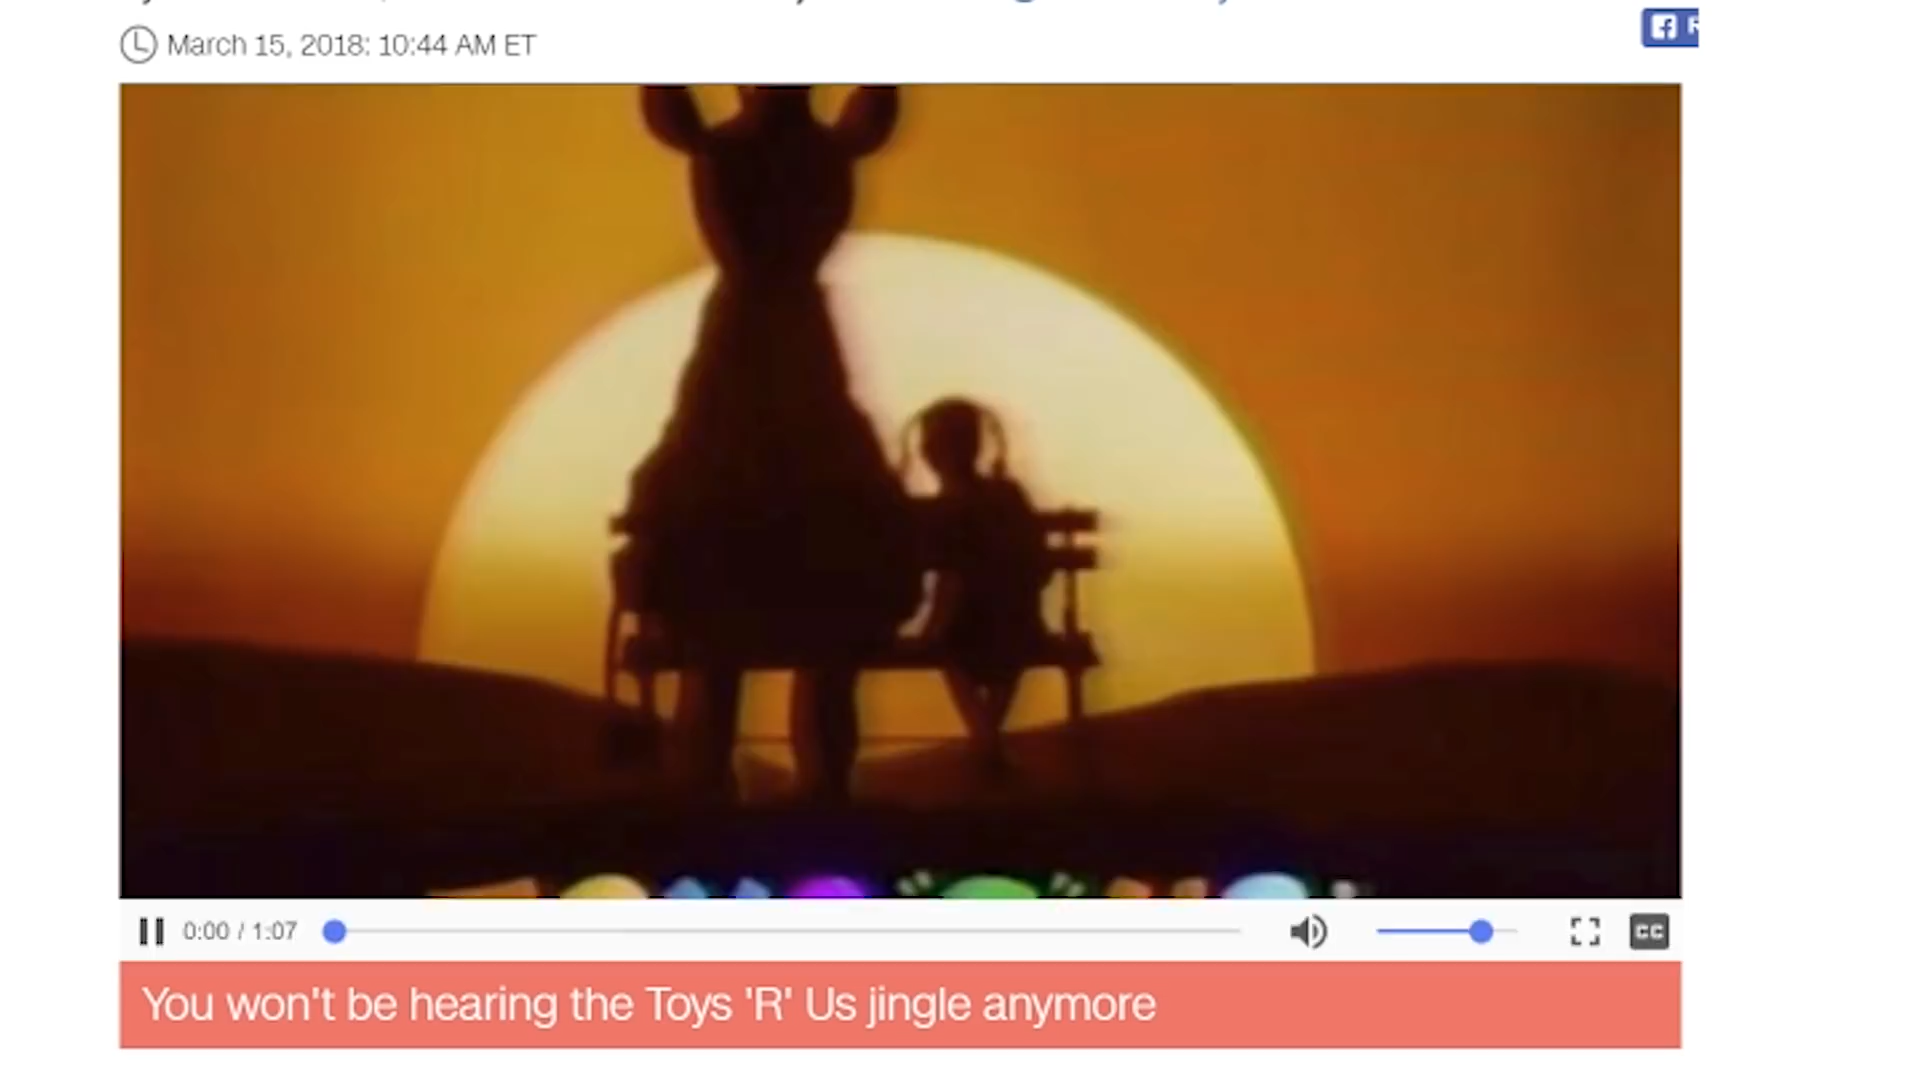 March 15, 2018: 10:44 AM ET
0:00 / 1:07
CC
You won't be hearing the Toys 'R' Us jingle anymore